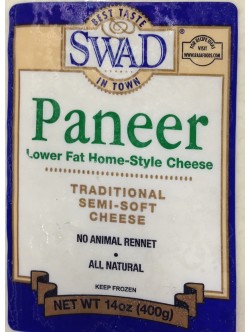 BEST TASTE
SWAD
IN TOWN
VISIT
Paneer
Lower Fat Home-Style Cheese
TRADITIONAL
SEMI-SOFT
CHEESE
NO ANIMAL RENNET
•
ALL NATURAL
KEEP FROZEN
NET WT 14oz (400g)